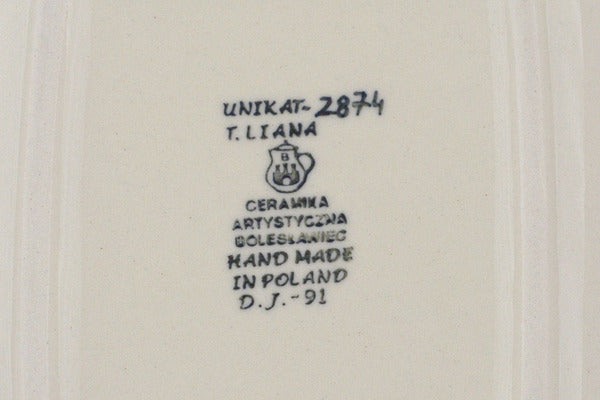 UNIKAT-2874
T. LIANA
B
CERAMIKA
ARTYSTYCZNA
BOLESŁAWIEC
HAND MADE
IN POLAND
D.J.-91